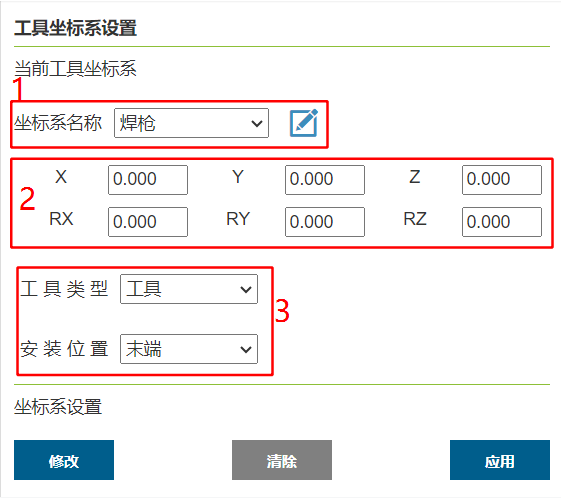 工具坐标系设置
当前工具坐标系
1
坐标系名称 焊枪
2
X 0.000 Y 0.000 Z 0.000
RX 0.000 RY 0.000 RZ 0.000
工具类型 工具
3
安装位置 末端
坐标系设置
修改 清除 应用